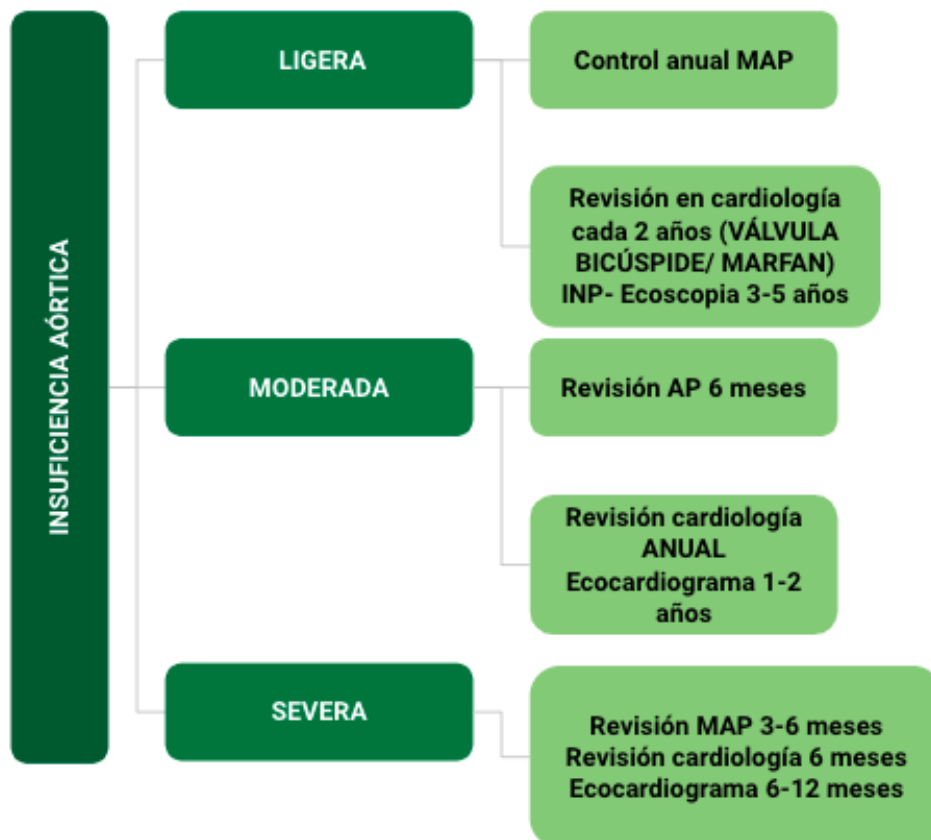 INSUFICIENCIA AÓRTICA
LIGERA
Control anual MAP
Revisión en cardiología
cada 2 años (VÁLVULA
BICÚSPIDE/ MARFAN)
INP- Ecoscopia 3-5 años
MODERADA
Revisión AP 6 meses
Revisión cardiología
ANUAL
Ecocardiograma 1-2
años
SEVERA
Revisión MAP 3-6 meses
Revisión cardiología 6 meses
Ecocardiograma 6-12 meses